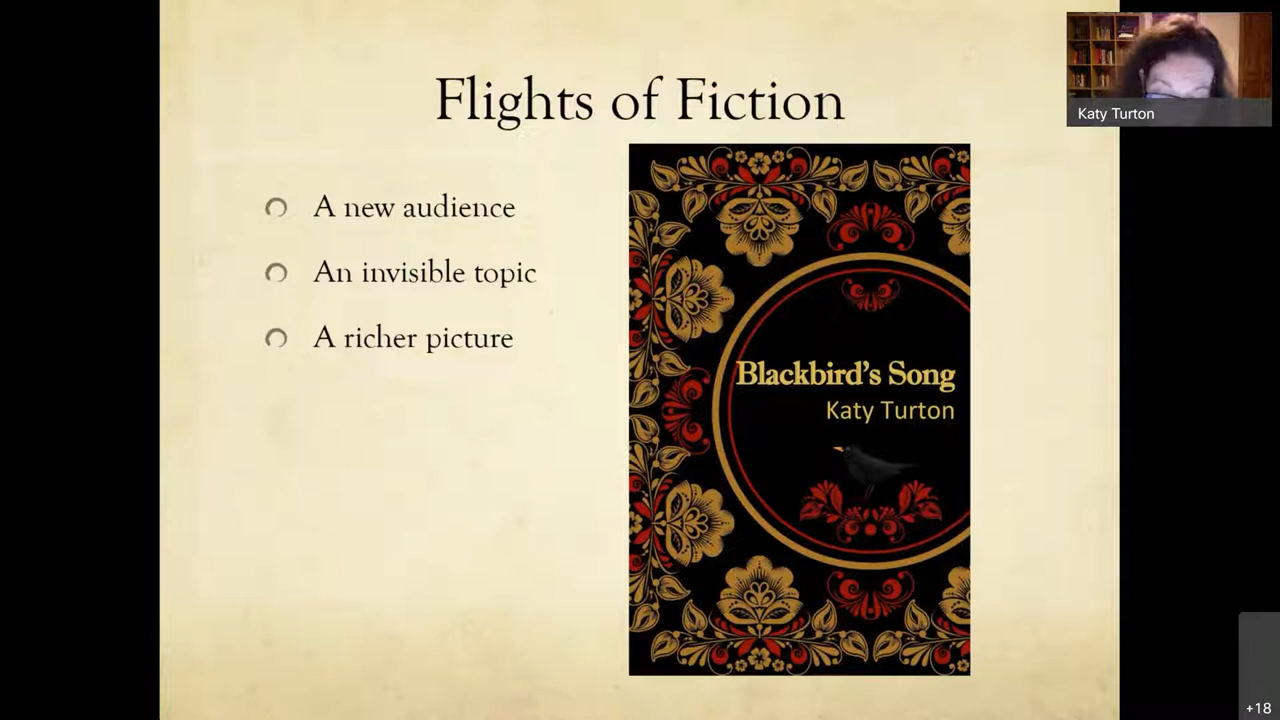 Flights of Fiction
A new audience
An invisible topic
A richer picture
Blackbird's Song
Katy Turton
Katy Turton
+18